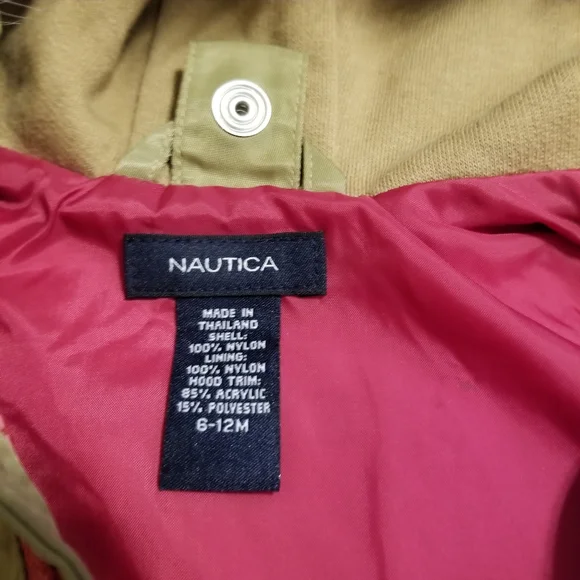 NAUTICA
MADE IN
THAILAND
SHELL:
100% NYLON
LINING:
100% NYLON
HOOD TRIM:
85% ACRYLIC
15% POLYESTER
6-12M